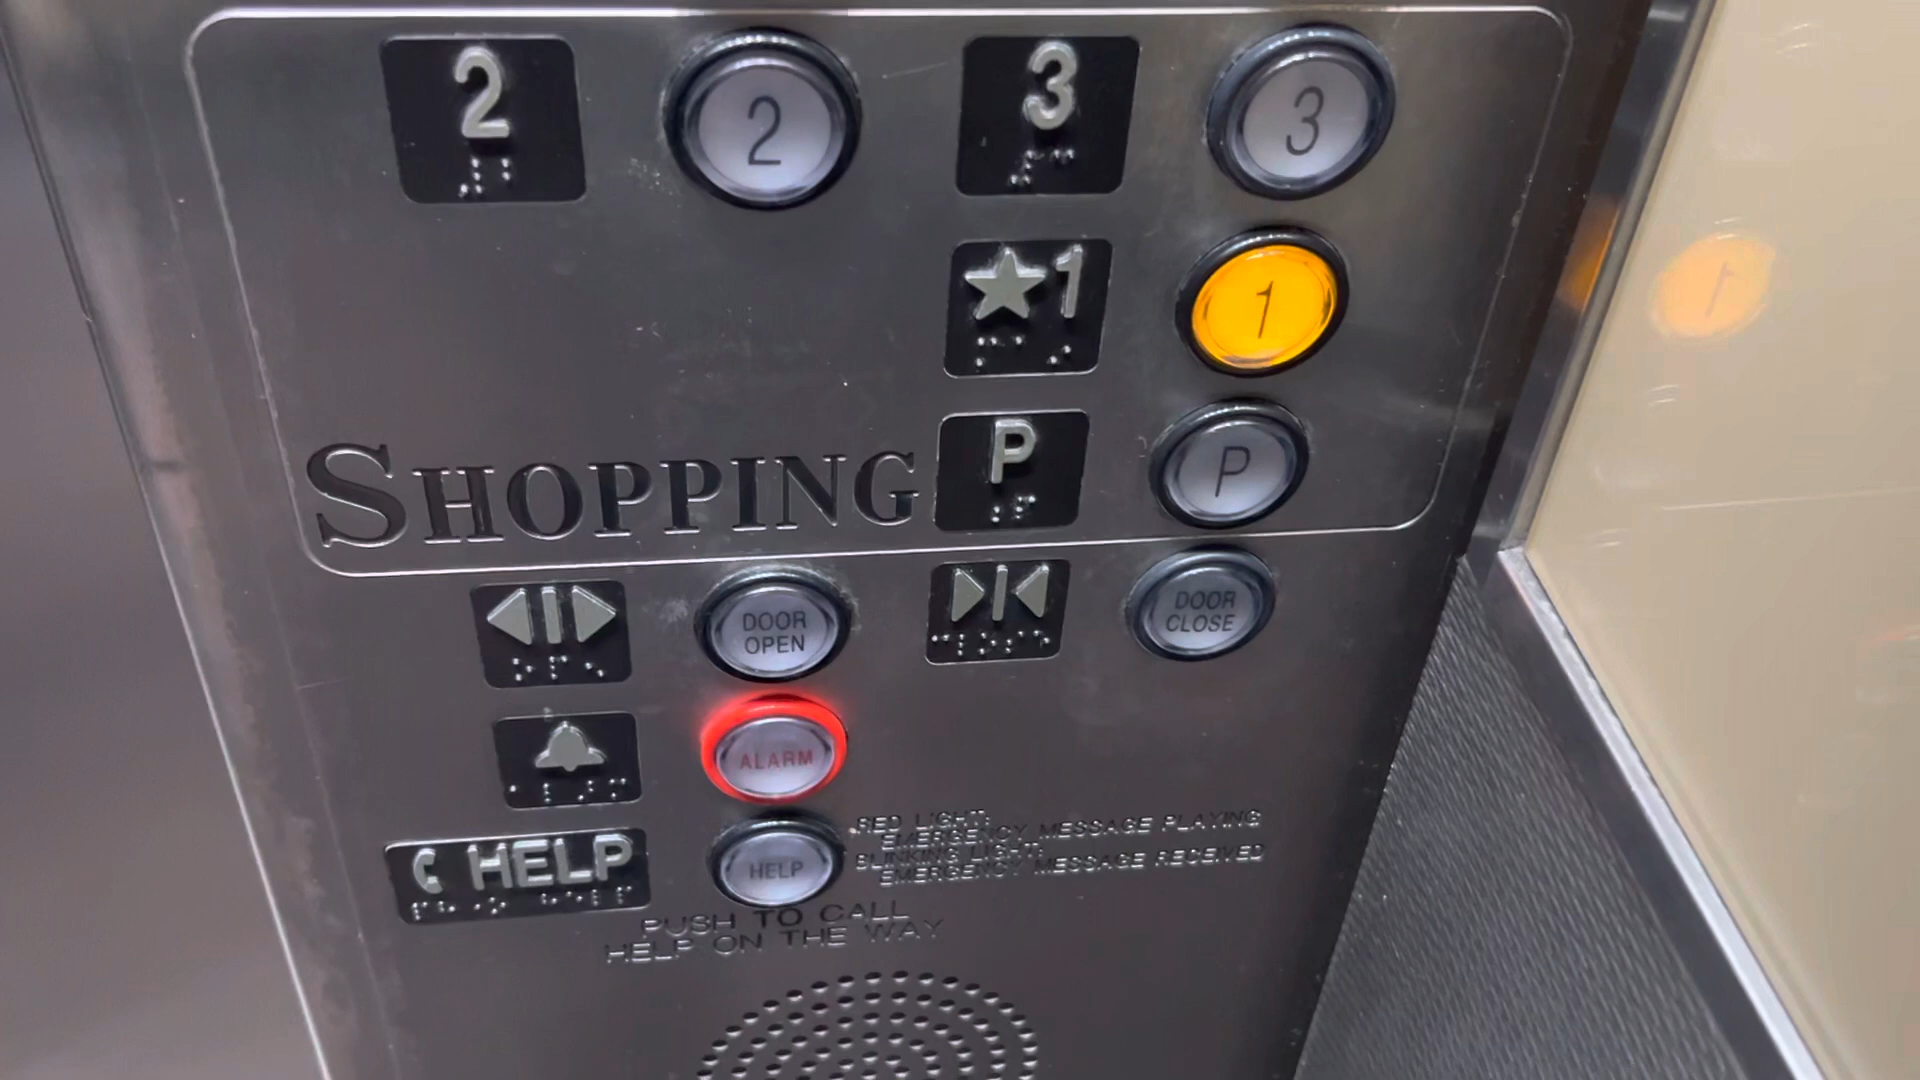 2 2 3 3
★1 1
SHOPPING P P
DOOR OPEN
DOOR CLOSE
ALARM
HELP HELP
RED LIGHT:
EMERGENCY MESSAGE PLAYING
BLINKING LIGHT:
EMERGENCY MESSAGE RECEIVED
PUSH TO CALL
HELP ON THE WAY